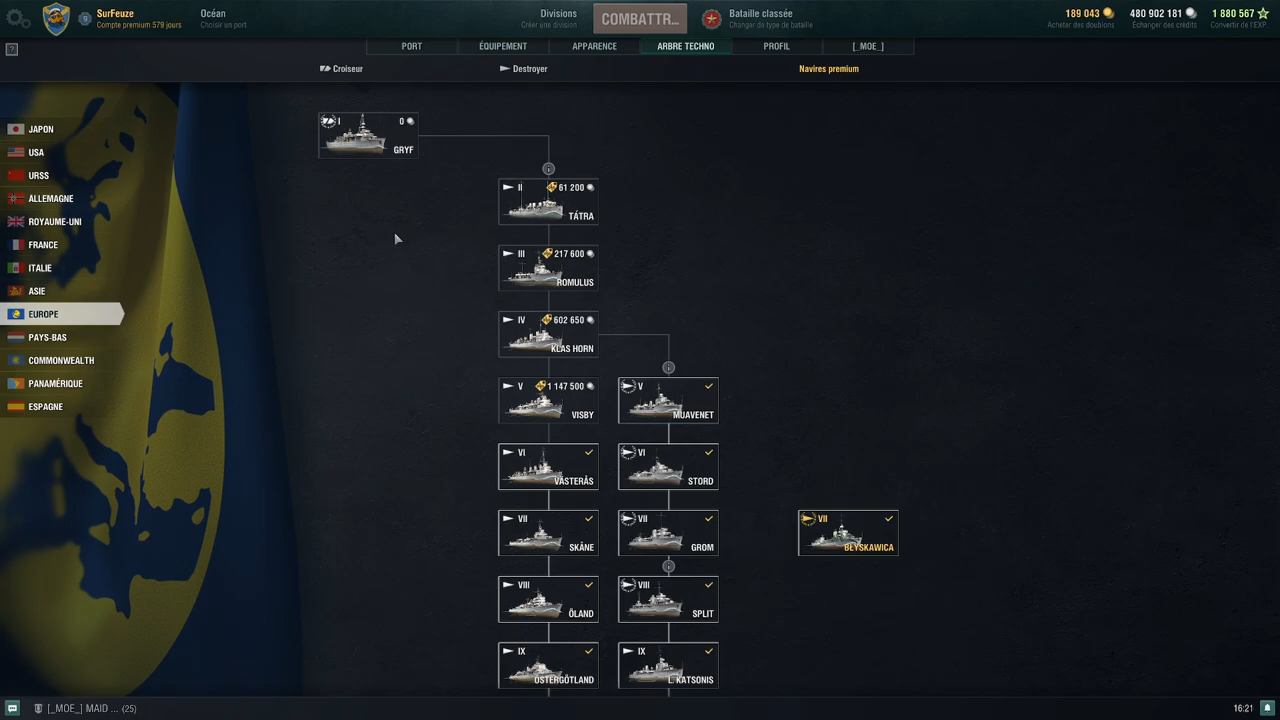 9
SurFeuze
Compte premium 579 jours
Océan
Choisir un port
Divisions
Créer une division
COMBATTR...
Bataille classée
Changer de type de bataille
189 043
Acheter des doublons
480 902 181
Échanger des crédits
1 880 567
Convertir de l'EXP.
?
PORT
ÉQUIPEMENT
APPARENCE
ARBRE TECHNO
PROFIL
[_MOE_]
Croiseur
Destroyer
Navires premium
JAPON
USA
URSS
ALLEMAGNE
ROYAUME-UNI
FRANCE
ITALIE
ASIE
EUROPE
PAYS-BAS
COMMONWEALTH
PANAMÉRIQUE
ESPAGNE
I 0
GRYF
II 61 200
TÁTRA
III 217 600
ROMULUS
IV 602 650
KLAS HORN
V 1 147 500
VISBY
V
MUAVENET
VI
VÄSTERÅS
VI
STORD
VII
SKÅNE
VII
GROM
VII
BŁYSKAWICA
VIII
ÖLAND
VIII
SPLIT
IX
ÖSTERGÖTLAND
IX
L. KATSONIS
[_MOE_] MAID ... (25)
16:21